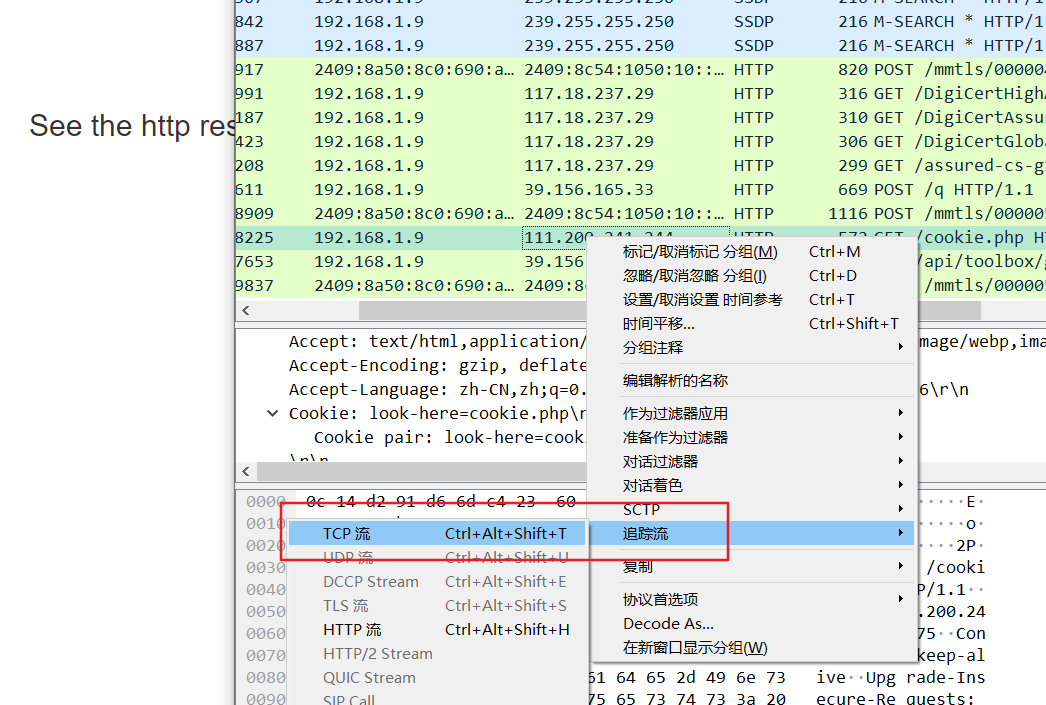 842 192.168.1.9 239.255.255.250 SSDP 216 M-SEARCH * HTTP/1
887 192.168.1.9 239.255.255.250 SSDP 216 M-SEARCH * HTTP/1
917 2409:8a50:8c0:690:a… 2409:8c54:1050:10::… HTTP 820 POST /mmtls/000004
991 192.168.1.9 117.18.237.29 HTTP 316 GET /DigiCertHighA
187 192.168.1.9 117.18.237.29 HTTP 310 GET /DigiCertAssur
423 192.168.1.9 117.18.237.29 HTTP 306 GET /DigiCertGloba
208 192.168.1.9 117.18.237.29 HTTP 299 GET /assured-cs-g
611 192.168.1.9 39.156.165.33 HTTP 669 POST /q HTTP/1.1
8909 2409:8a50:8c0:690:a… 2409:8c54:1050:10::… HTTP 1116 POST /mmtls/000005
8225 192.168.1.9 111.200.241.244 HTTP 572 GET /cookie.php H
7653 192.168.1.9 39.156 /api/toolbox/g
9837 2409:8a50:8c0:690:a… 2409:8c /mmtls/000005
See the http res
标记/取消标记 分组(M) Ctrl+M
忽略/取消忽略 分组(I) Ctrl+D
设置/取消设置 时间参考 Ctrl+T
时间平移... Ctrl+Shift+T
分组注释
编辑解析的名称
作为过滤器应用
准备作为过滤器
对话过滤器
对话着色
SCTP
追踪流
复制
协议首选项
Decode As...
在新窗口显示分组(W)
Accept: text/html,application/ mage/webp,ima
Accept-Encoding: gzip, deflate
Accept-Language: zh-CN,zh;q=0. 6\r\n
Cookie: look-here=cookie.php\r
Cookie pair: look-here=cooki
\r\n
0000 0c 14 d2 91 d6 6d c4 23 60 ·····E·
0010 ·····o·
0020 ····2P
0030 /cooki
0040 P/1.1··
0050 .200.24
0060 75··Con
0070 keep-al
0080 61 64 65 2d 49 6e 73 ive··Upg rade-Ins
0090 75 65 73 74 73 3a 20 ecure-Re quests:
TCP 流 Ctrl+Alt+Shift+T
UDP 流 Ctrl+Alt+Shift+U
DCCP Stream Ctrl+Alt+Shift+E
TLS 流 Ctrl+Alt+Shift+S
HTTP 流 Ctrl+Alt+Shift+H
HTTP/2 Stream
QUIC Stream
SIP Call